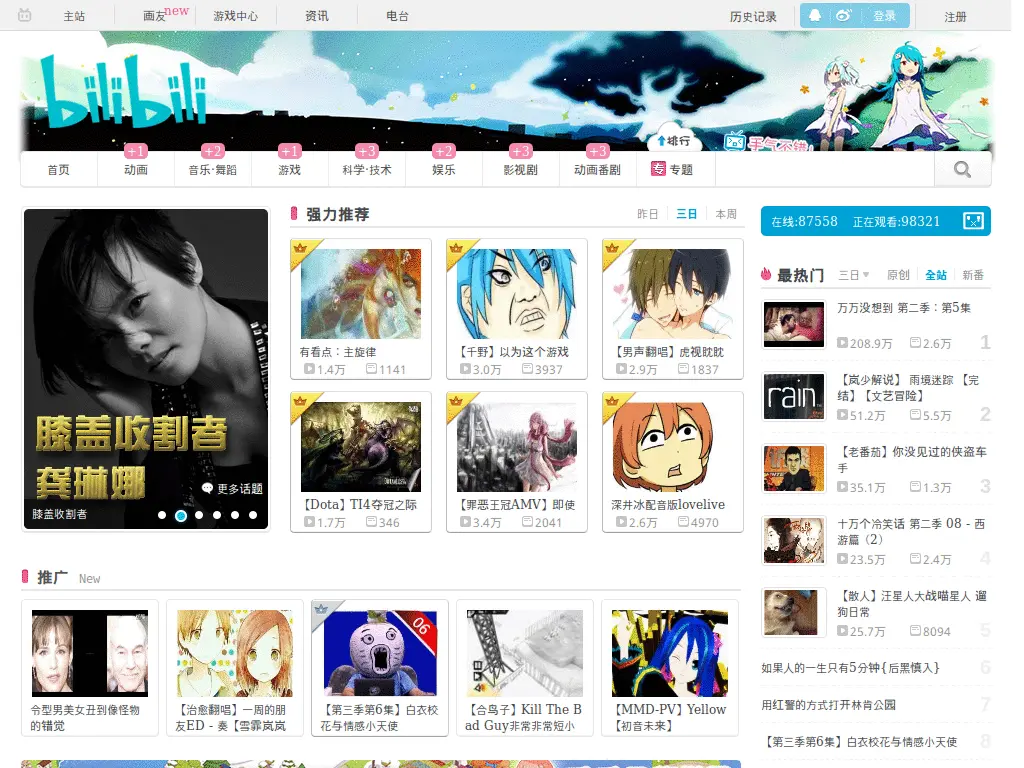 主站 画友 new 游戏中心 资讯 电台 历史记录 登录 注册
bilibili
排行 手气不错
+1 +2 +1 +3 +2 +3 +3
首页 动画 音乐·舞蹈 游戏 科学·技术 娱乐 影视剧 动画番剧 专题
膝盖收割者
龚琳娜
更多话题
膝盖收割者
强力推荐 昨日 三日 本周
有看点：主旋律
1.4万 1141
【千野】以为这个游戏
3.0万 3937
【男声翻唱】虎视眈眈
2.9万 1837
【Dota】TI4夺冠之际
1.7万 346
【罪恶王冠AMV】即使
3.4万 2041
深井冰配音版lovelive
2.6万 4970
在线:87558 正在观看:98321
最热门 三日 原创 全站 新番
万万没想到 第二季：第5集
208.9万 2.6万 1
rain
【岚少解说】 雨境迷踪 【完
结】【文艺冒险】
51.2万 5.5万 2
【老番茄】你没见过的侠盗车
手
35.1万 1.3万 3
十万个冷笑话 第二季 08 - 西
游篇（2）
23.5万 2.4万 4
【散人】汪星人大战喵星人 遛
狗日常
25.7万 8094 5
如果人的一生只有5分钟{后黑慎入} 6
用红警的方式打开林肯公园 7
【第三季第6集】白衣校花与情感小天使 8
推广 New
令型男美女丑到像怪物
的错觉
【治愈翻唱】一周的朋
友ED - 奏【雪霏岚岚
06
【第三季第6集】白衣校
花与情感小天使
【合鸟子】Kill The B
ad Guy非常非常短小
【MMD-PV】Yellow
【初音未来】